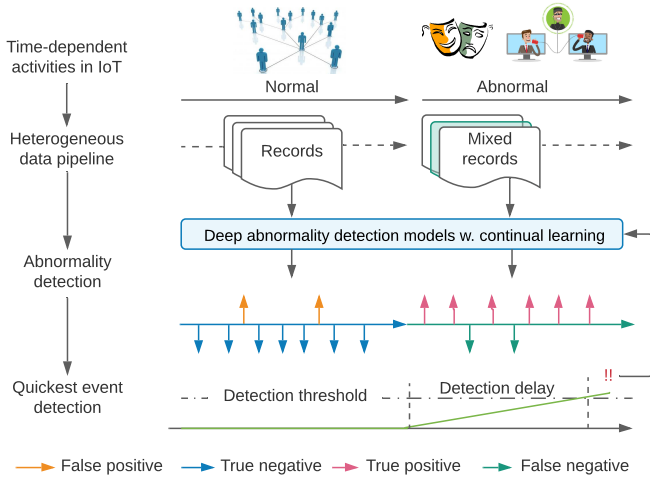 Time-dependent
activities in IoT
Normal
Abnormal
Heterogeneous
data pipeline
Records
Mixed
records
Deep abnormality detection models w. continual learning
Abnormality
detection
Quickest event
detection
Detection threshold
Detection delay
!!
False positive
True negative
True positive
False negative